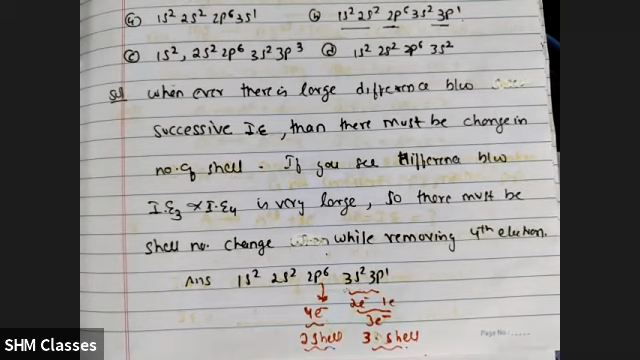 (a) 1s² 2s² 2p⁶ 3s¹ (b) 1s² 2s² 2p⁶ 3s² 3p¹
(c) 1s², 2s² 2p⁶ 3s² 3p³ (d) 1s² 2s² 2p⁶ 3s²
when ever there is large difference b/w
successive I.E, than there must be change in
no. of shell. If you see difference b/w
I.E₃ & I.E₄ is very large, so there must be
shell no. change while removing 4th electron.
Ans 1s² 2s² 2p⁶ 3s² 3p¹
4e⁻ 2e⁻ 1e
3e⁻
2 shell 3 shell
Page No.
SHM Classes